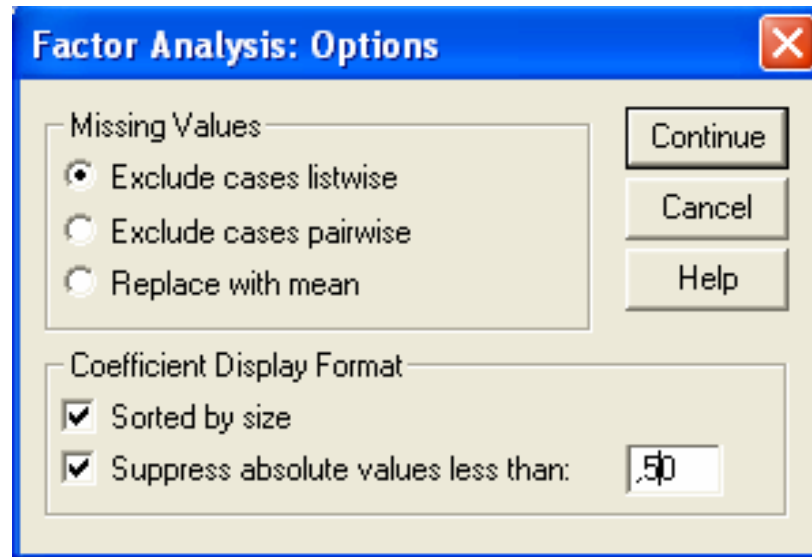 Factor Analysis: Options
Missing Values
Exclude cases listwise
Exclude cases pairwise
Replace with mean
Continue
Cancel
Help
Coefficient Display Format
Sorted by size
Suppress absolute values less than: ,50